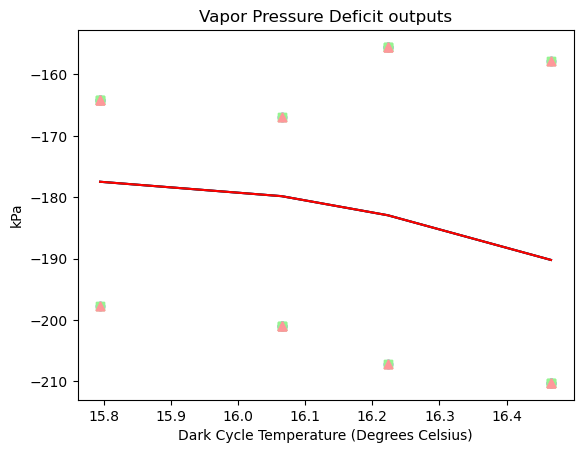 Vapor Pressure Deficit outputs
kPa
−160
−170
−180
−190
−200
−210
15.8 15.9 16.0 16.1 16.2 16.3 16.4
Dark Cycle Temperature (Degrees Celsius)